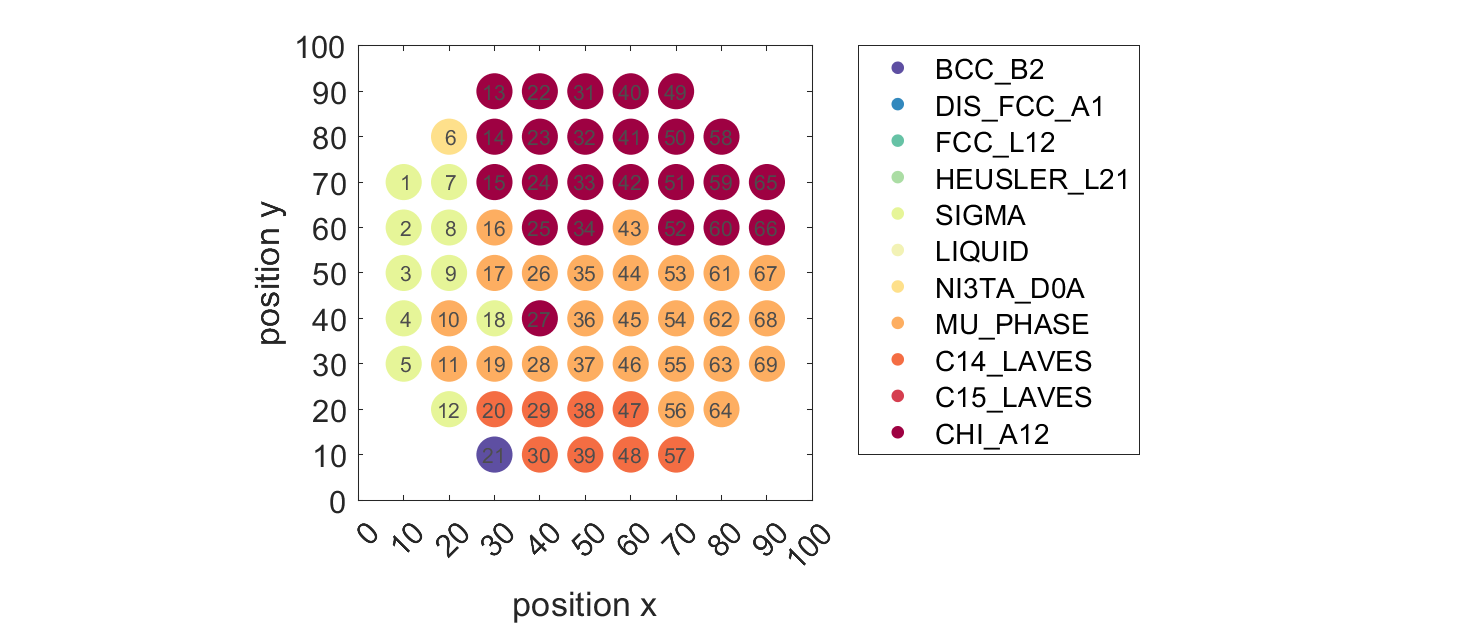 100
90
80
70
60
50
40
30
20
10
0
13 22 31 40 49
6 14 23 32 41 50 58
1 7 15 24 33 42 51 59 65
2 8 16 25 34 43 52 60 66
3 9 17 26 35 44 53 61 67
4 10 18 27 36 45 54 62 68
5 11 19 28 37 46 55 63 69
12 20 29 38 47 56 64
21 30 39 48 57
0 10 20 30 40 50 60 70 80 90 100
position x
position y
BCC_B2
DIS_FCC_A1
FCC_L12
HEUSLER_L21
SIGMA
LIQUID
NI3TA_D0A
MU_PHASE
C14_LAVES
C15_LAVES
CHI_A12